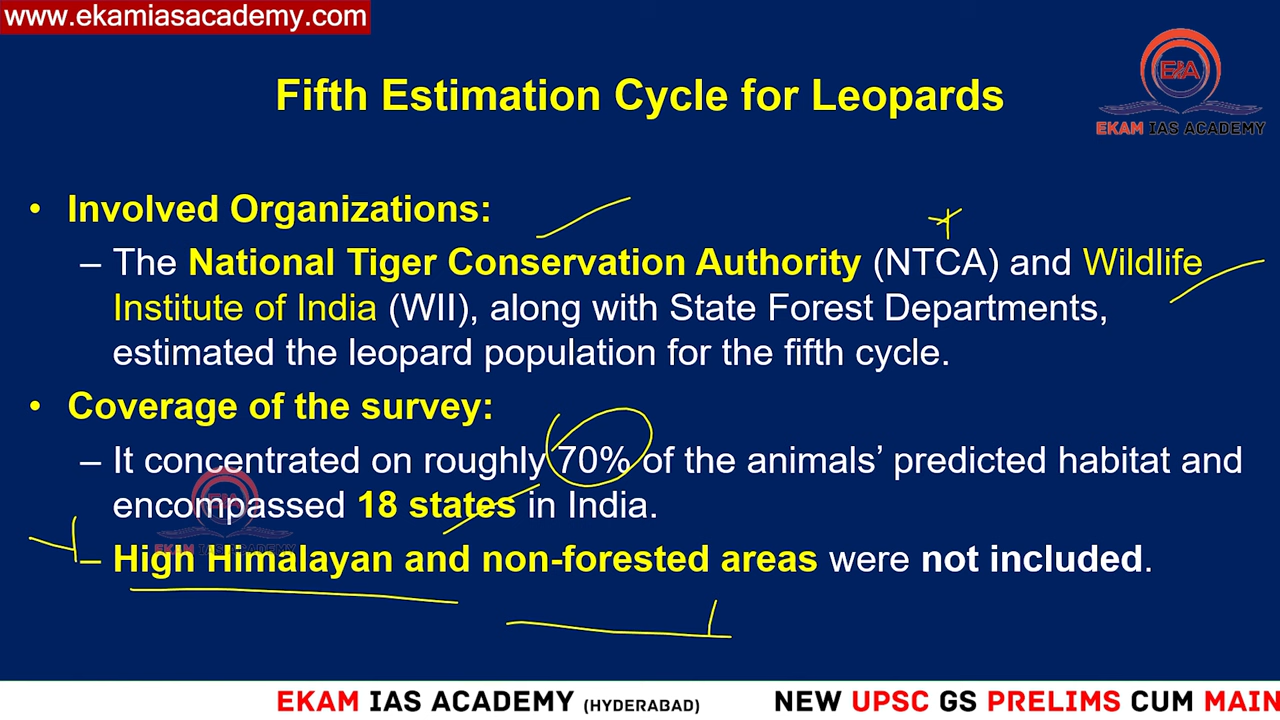 www.ekamiasacademy.com
EIA
EKAM IAS ACADEMY
Fifth Estimation Cycle for Leopards
• Involved Organizations:
– The National Tiger Conservation Authority (NTCA) and Wildlife
Institute of India (WII), along with State Forest Departments,
estimated the leopard population for the fifth cycle.
• Coverage of the survey:
– It concentrated on roughly 70% of the animals’ predicted habitat and
encompassed 18 states in India.
EKAM IAS ACADEMY
– High Himalayan and non-forested areas were not included.
EKAM IAS ACADEMY (HYDERABAD) NEW UPSC GS PRELIMS CUM MAIN